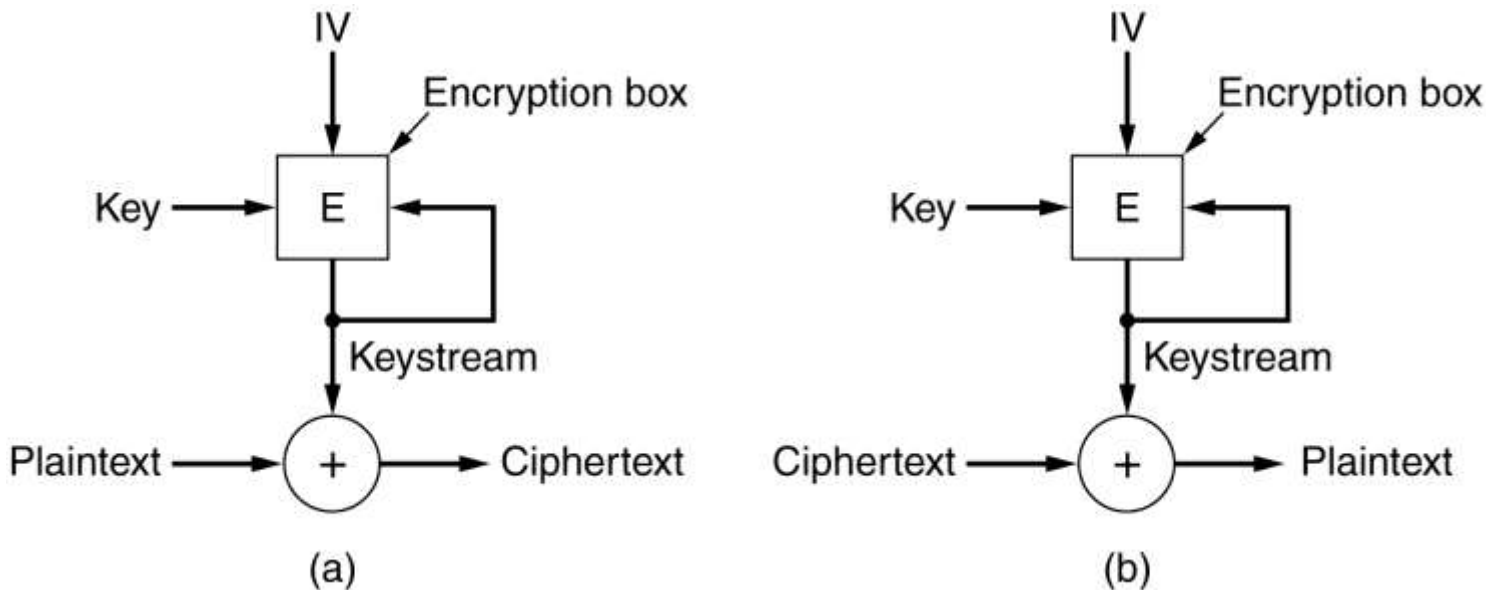 IV
Encryption box
Key
E
Keystream
Plaintext
+
Ciphertext
(a)
IV
Encryption box
Key
E
Keystream
Ciphertext
+
Plaintext
(b)